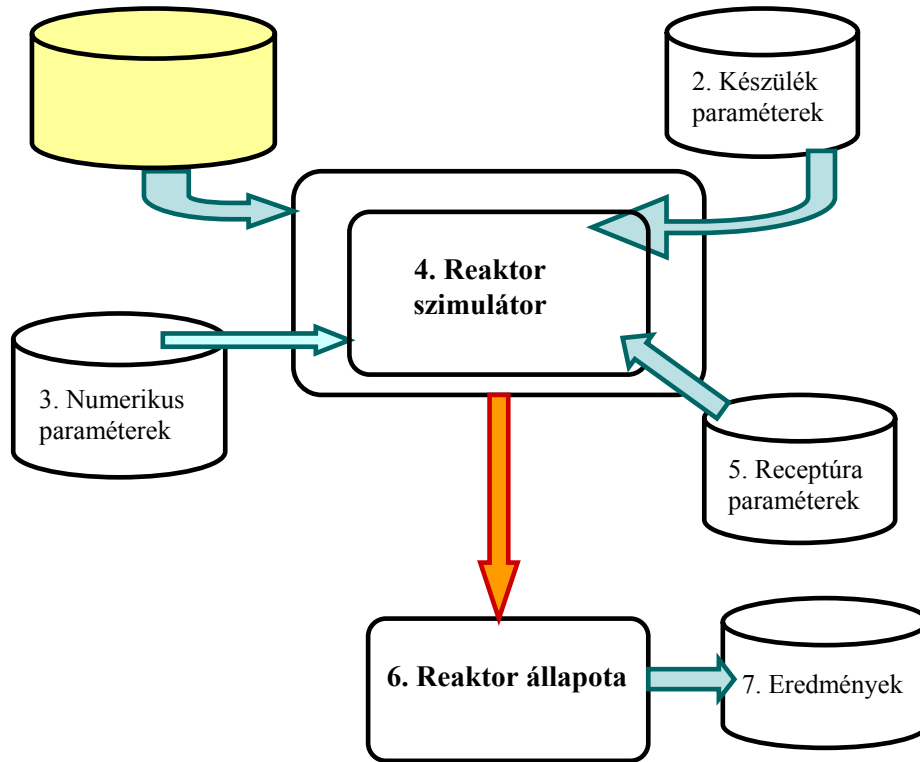 2. Készülék
paraméterek
4. Reaktor
szimulátor
3. Numerikus
paraméterek
5. Receptúra
paraméterek
6. Reaktor állapota
7. Eredmények